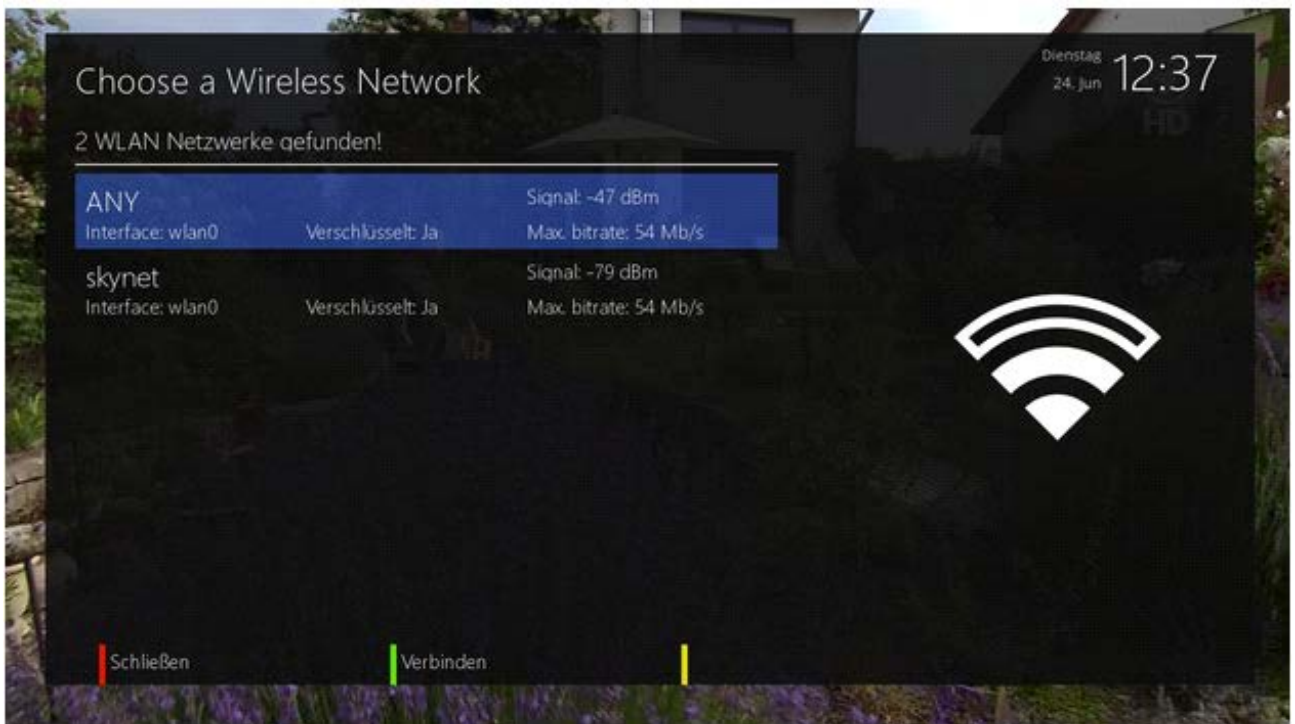 Choose a Wireless Network
Dienstag
24. Jun
12:37
HD
2 WLAN Netzwerke gefunden!
ANY
Signal: -47 dBm
Interface: wlan0 Verschlüsselt: Ja Max. bitrate: 54 Mb/s
skynet
Signal: -79 dBm
Interface: wlan0 Verschlüsselt: Ja Max. bitrate: 54 Mb/s
Schließen Verbinden